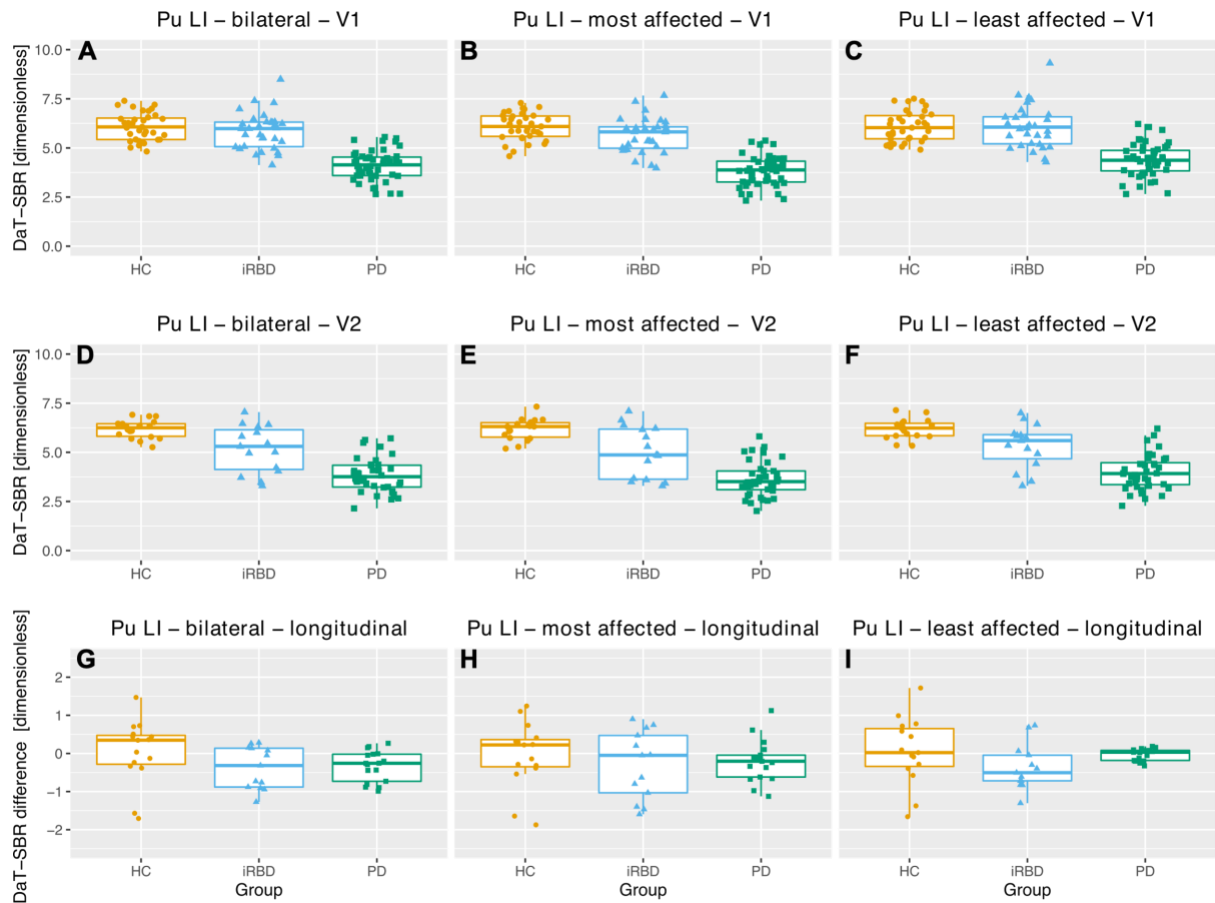 Pu LI – bilateral – V1
Pu LI – most affected – V1
Pu LI – least affected – V1
DaT−SBR [dimensionless]
10.0
7.5
5.0
2.5
0.0
A
B
C
HC
iRBD
PD
HC
iRBD
PD
HC
iRBD
PD
Pu LI – bilateral – V2
Pu LI – most affected – V2
Pu LI – least affected – V2
DaT−SBR [dimensionless]
10.0
7.5
5.0
2.5
0.0
D
E
F
HC
iRBD
PD
HC
iRBD
PD
HC
iRBD
PD
Pu LI – bilateral – longitudinal
Pu LI – most affected – longitudinal
Pu LI – least affected – longitudinal
DaT−SBR difference [dimensionless]
2
1
0
−1
−2
G
H
I
HC
iRBD
PD
HC
iRBD
PD
HC
iRBD
PD
Group
Group
Group